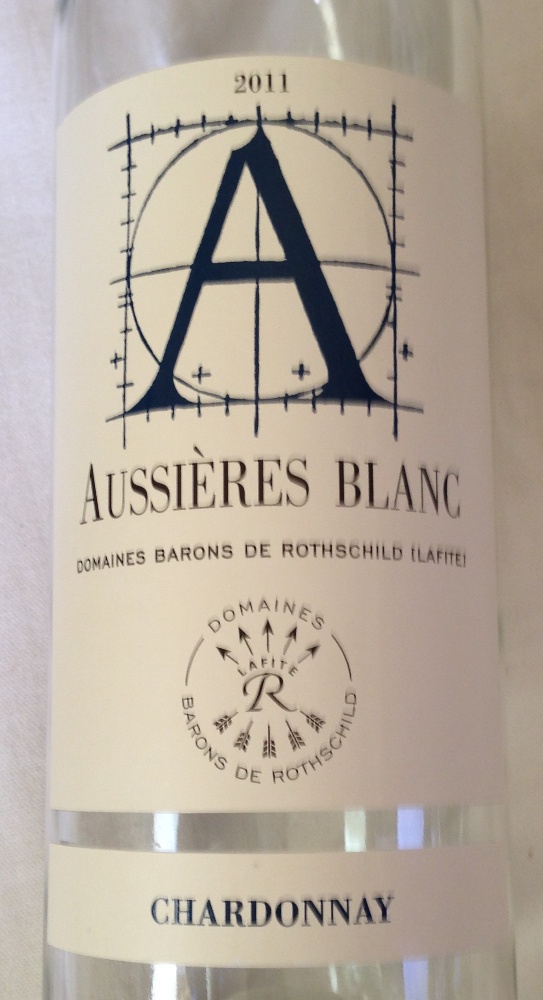 2011
A
AUSSIÈRES BLANC
DOMAINES BARONS DE ROTHSCHILD (LAFITE)
DOMAINES
LAFITE
R
BARONS DE ROTHSCHILD
CHARDONNAY